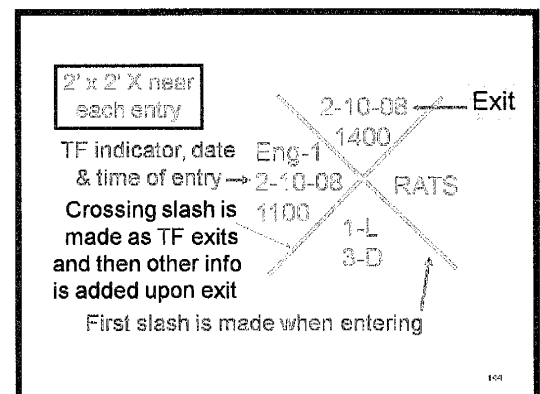 2' x 2' X near
each entry
2-10-08
Exit
1400
TF indicator, date
& time of entry
Eng-1
2-10-08
1100
RATS
Crossing slash is
made as TF exits
and then other info
is added upon exit
1-L
3-D
First slash is made when entering
144